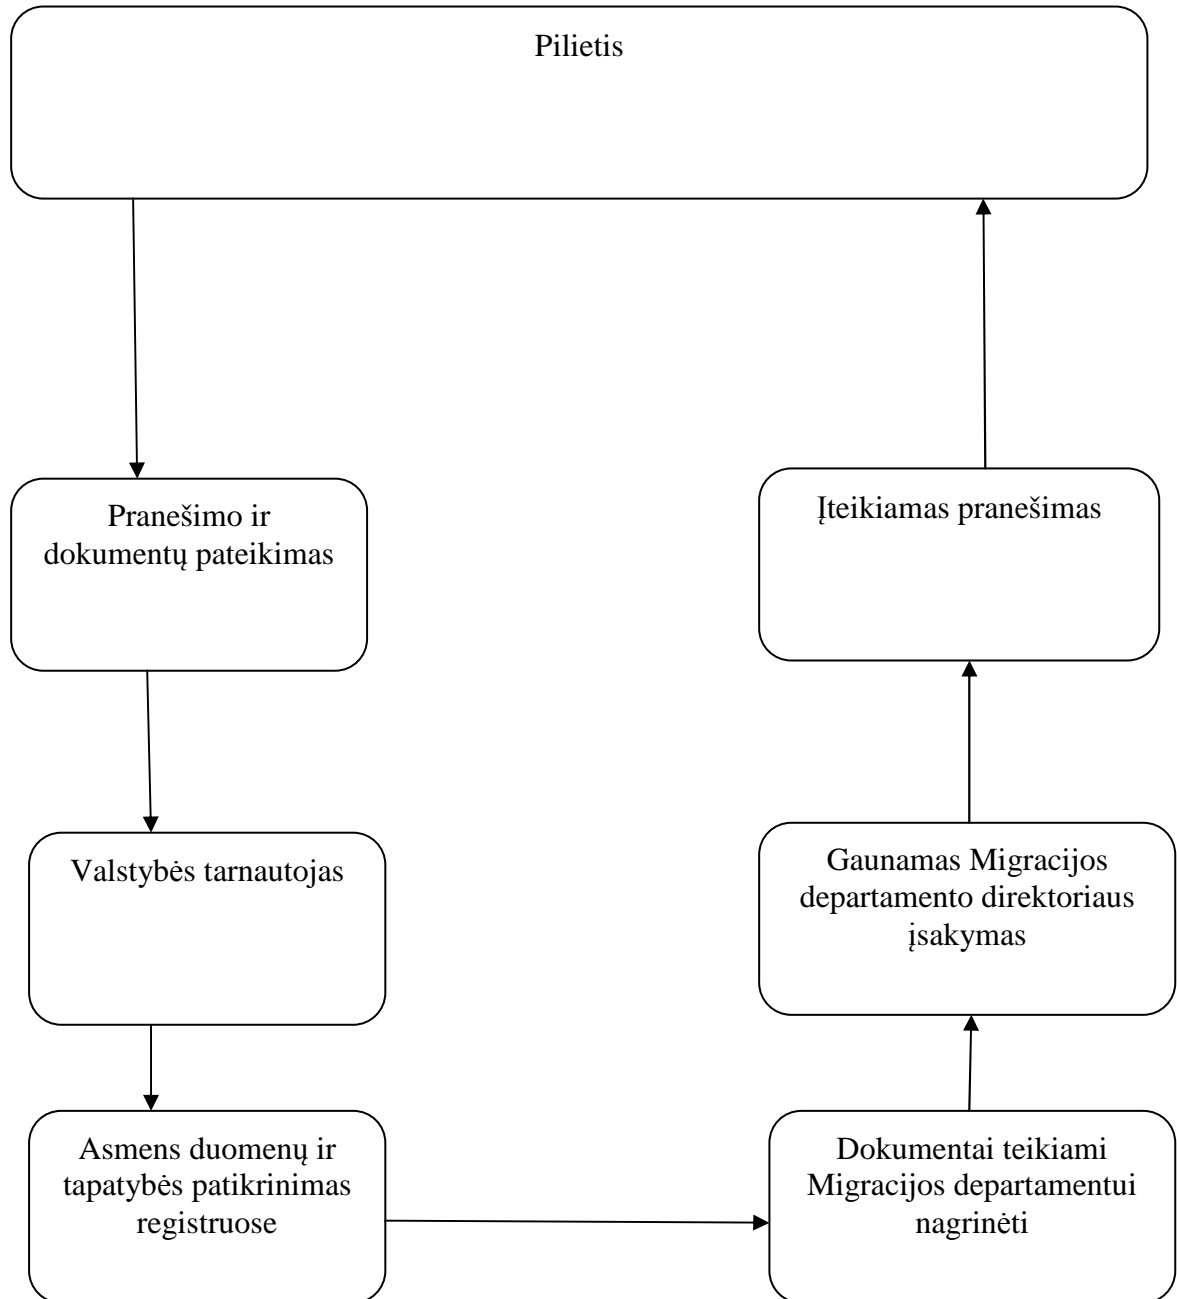 Pilietis
Pranešimo ir
dokumentų pateikimas
Įteikiamas pranešimas
Valstybės tarnautojas
Gaunamas Migracijos
departamento direktoriaus
įsakymas
Asmens duomenų ir
tapatybės patikrinimas
registruose
Dokumentai teikiami
Migracijos departamentui
nagrinėti